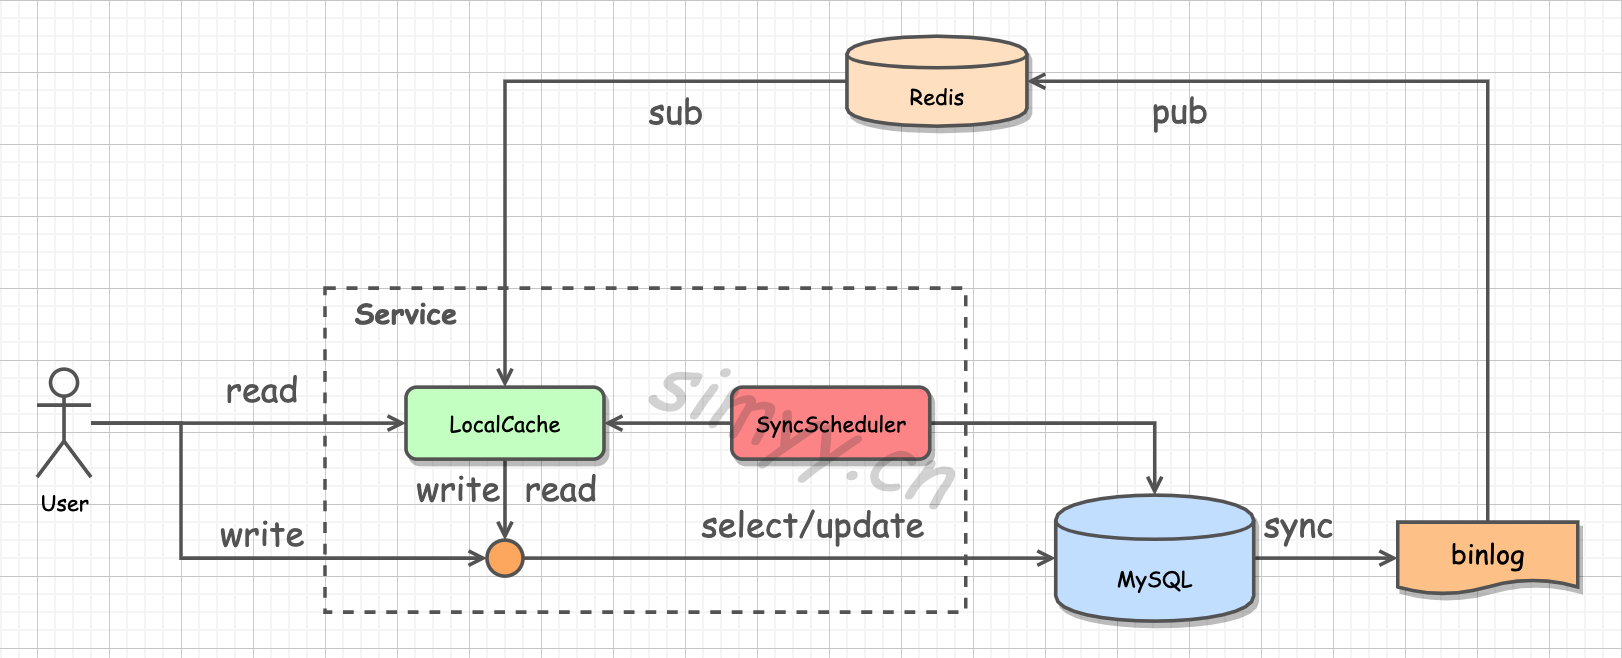 Redis
sub
pub
Service
read
LocalCache
SyncScheduler
simyy.cn
write read
User
write
select/update
sync
MySQL
binlog